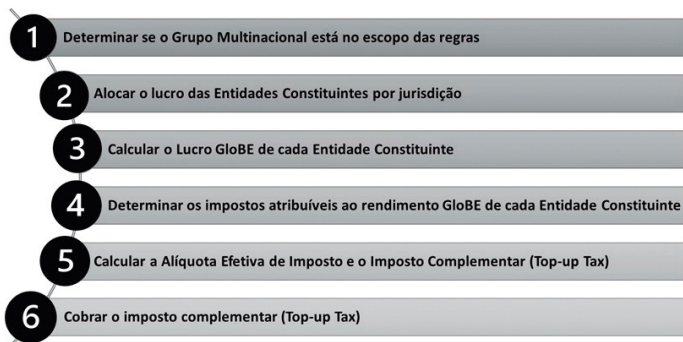 1 Determinar se o Grupo Multinacional está no escopo das regras
2 Alocar o lucro das Entidades Constituintes por jurisdição
3 Calcular o Lucro GloBE de cada Entidade Constituinte
4 Determinar os impostos atribuíveis ao rendimento GloBE de cada Entidade Constituinte
5 Calcular a Alíquota Efetiva de Imposto e o Imposto Complementar (Top-up Tax)
6 Cobrar o imposto complementar (Top-up Tax)